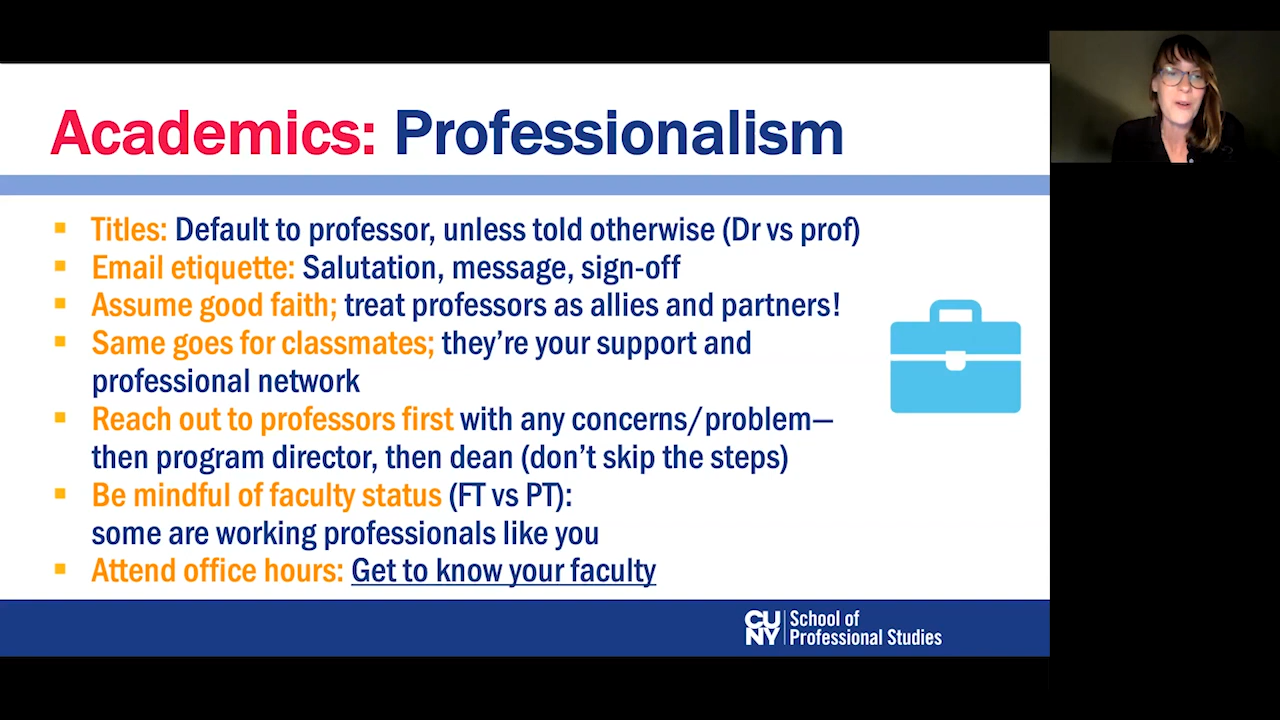 Academics: Professionalism
Titles: Default to professor, unless told otherwise (Dr vs prof)
Email etiquette: Salutation, message, sign-off
Assume good faith; treat professors as allies and partners!
Same goes for classmates; they’re your support and
professional network
Reach out to professors first with any concerns/problem—
then program director, then dean (don’t skip the steps)
Be mindful of faculty status (FT vs PT):
some are working professionals like you
Attend office hours: Get to know your faculty
CU
NY
School of
Professional Studies